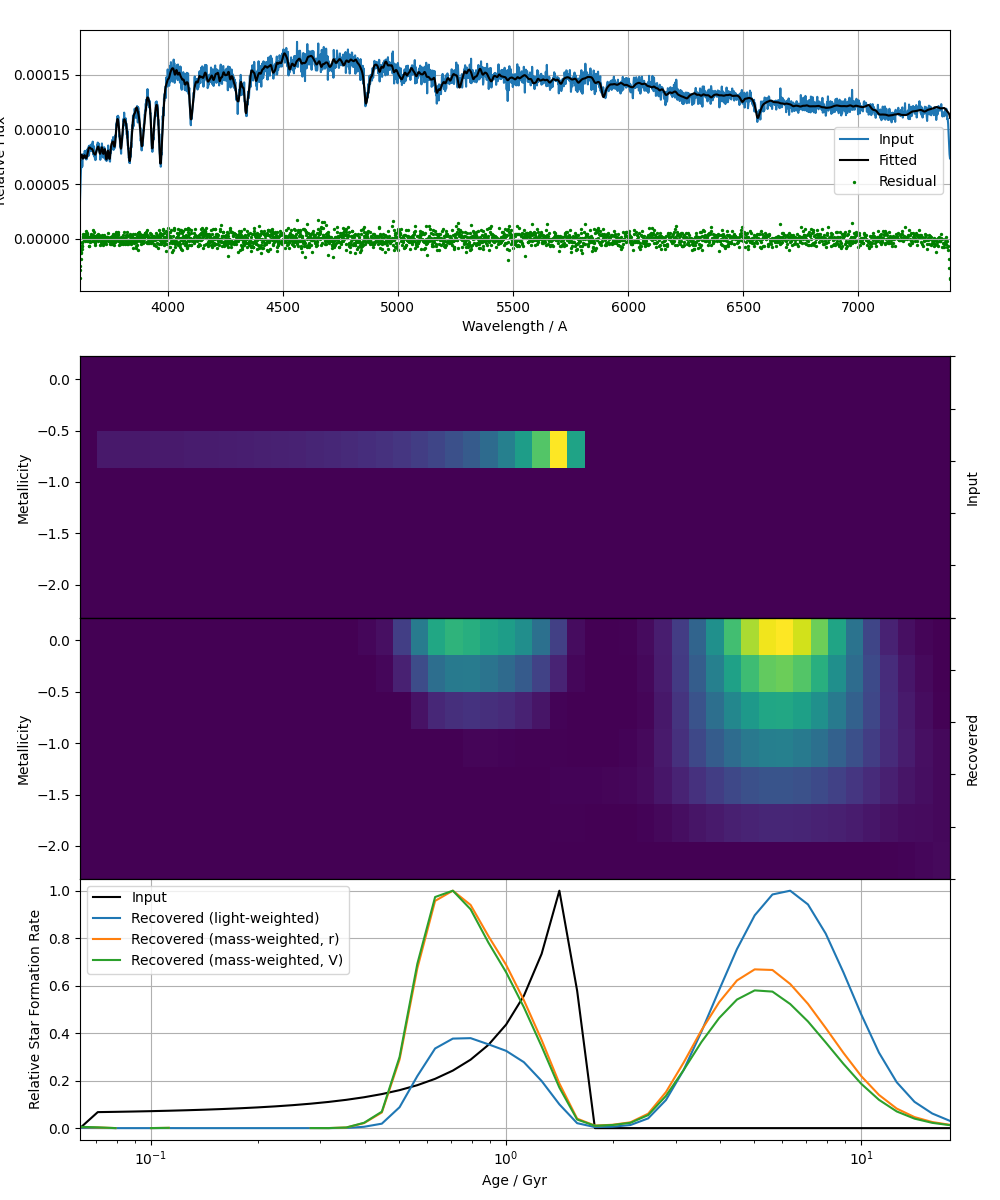 0.00015
0.00010
0.00005
0.00000
Input
Fitted
Residual
4000 4500 5000 5500 6000 6500 7000
Wavelength / A
0.0
−0.5
−1.0
−1.5
−2.0
Metallicity
Input
0.0
−0.5
−1.0
−1.5
−2.0
Metallicity
Recovered
1.0
0.8
0.6
0.4
0.2
0.0
Relative Star Formation Rate
Input
Recovered (light-weighted)
Recovered (mass-weighted, r)
Recovered (mass-weighted, V)
10⁻¹ 10⁰ 10¹
Age / Gyr